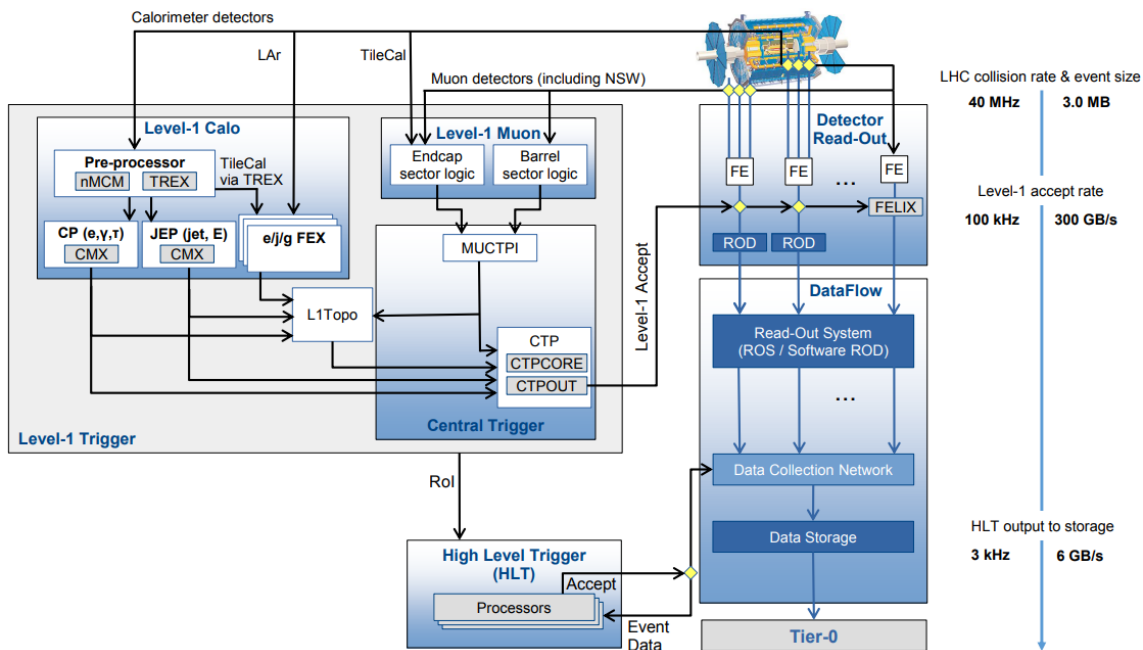 Calorimeter detectors
LAr
TileCal
Muon detectors (including NSW)
LHC collision rate & event size
40 MHz
3.0 MB
Level-1 Calo
Pre-processor
nMCM
TREX
TileCal
via TREX
CP (e,γ,τ)
CMX
JEP (jet, E)
CMX
e/j/g FEX
Level-1 Muon
Endcap
sector logic
Barrel
sector logic
Detector
Read-Out
FE
FE
...
FE
FELIX
ROD
ROD
Level-1 accept rate
100 kHz
300 GB/s
MUCTPI
L1Topo
CTP
CTPCORE
CTPOUT
Central Trigger
Level-1 Trigger
Level-1 Accept
DataFlow
Read-Out System
(ROS / Software ROD)
...
Data Collection Network
Data Storage
RoI
High Level Trigger
(HLT)
Accept
Processors
Event
Data
HLT output to storage
3 kHz
6 GB/s
Tier-0